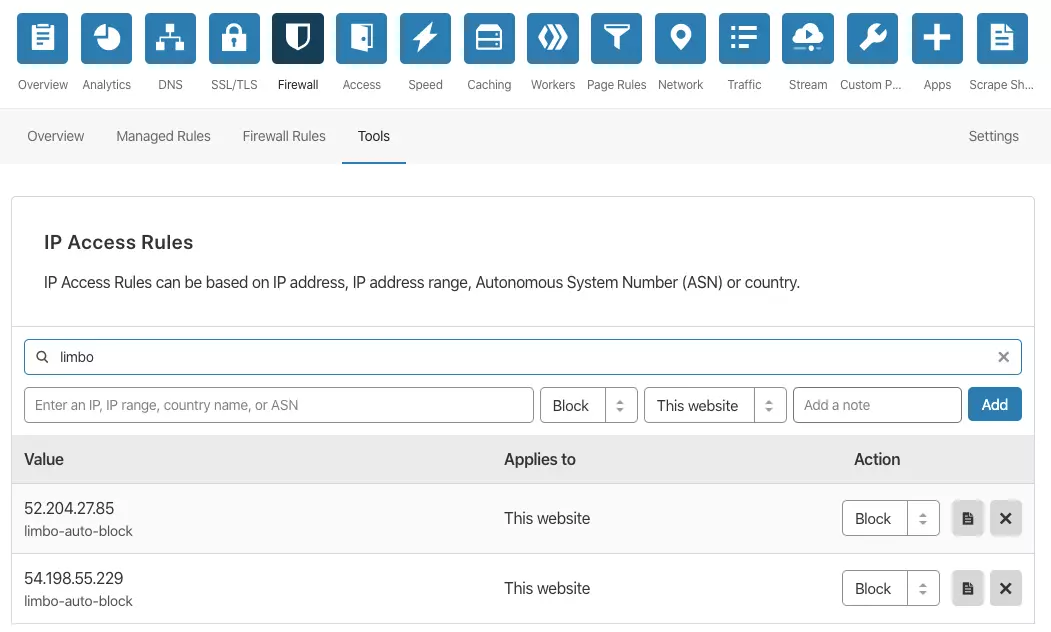 Overview Analytics DNS SSL/TLS Firewall Access Speed Caching Workers Page Rules Network Traffic Stream Custom P... Apps Scrape Sh...
Overview Managed Rules Firewall Rules Tools Settings
IP Access Rules
IP Access Rules can be based on IP address, IP address range, Autonomous System Number (ASN) or country.
limbo
Enter an IP, IP range, country name, or ASN Block This website Add a note Add
Value Applies to Action
52.204.27.85
limbo-auto-block
This website Block
54.198.55.229
limbo-auto-block
This website Block